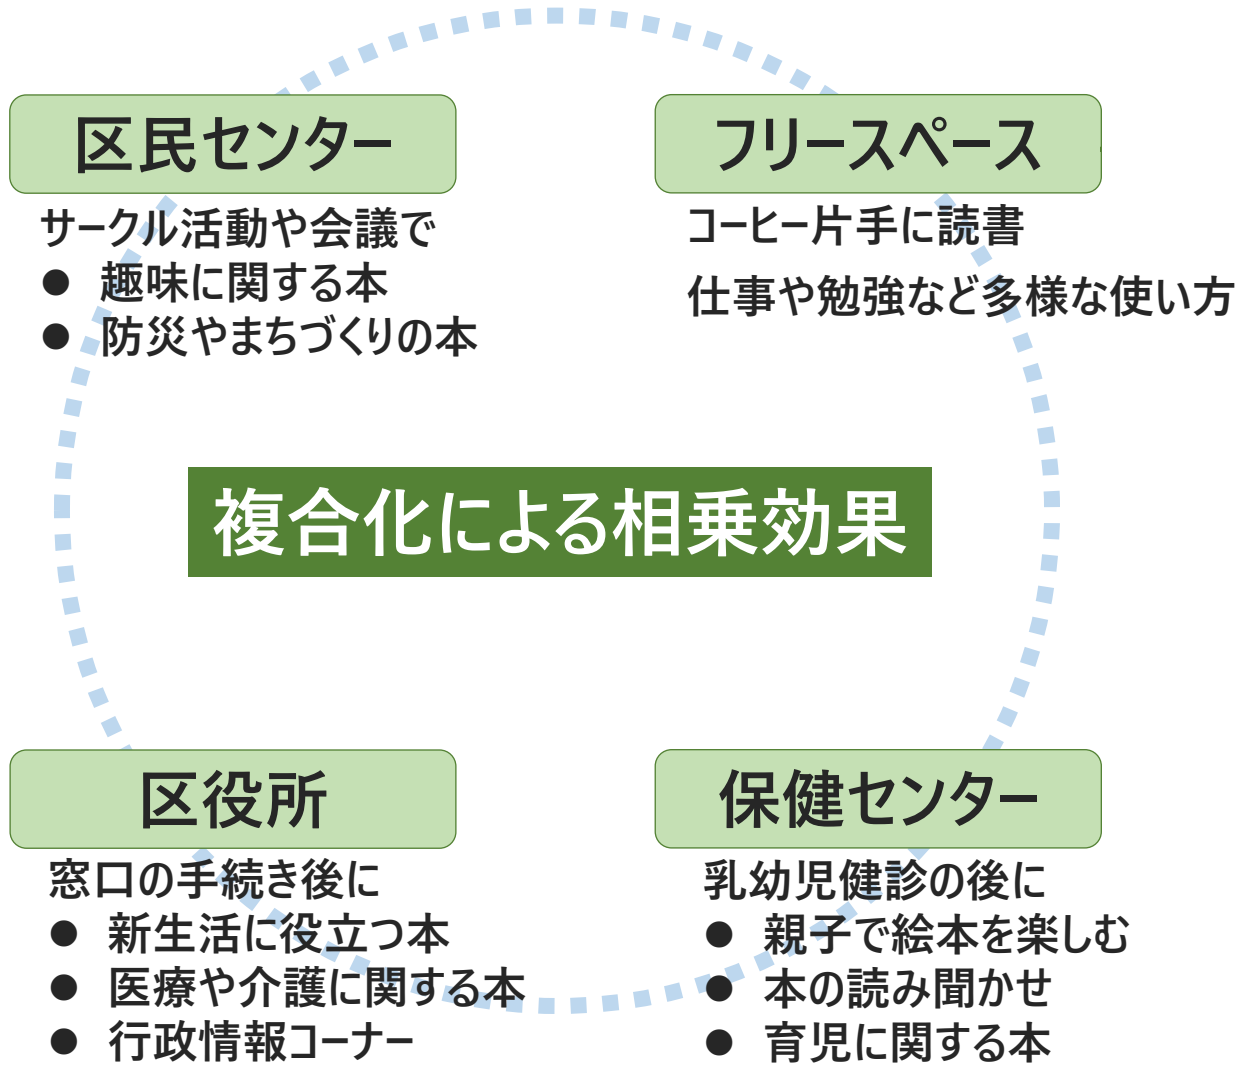 区民センター
サークル活動や会議で
● 趣味に関する本
● 防災やまちづくりの本
フリースペース
コーヒー片手に読書
仕事や勉強など多様な使い方
複合化による相乗効果
区役所
窓口の手続き後に
● 新生活に役立つ本
● 医療や介護に関する本
● 行政情報コーナー
保健センター
乳幼児健診の後に
● 親子で絵本を楽しむ
● 本の読み聞かせ
● 育児に関する本